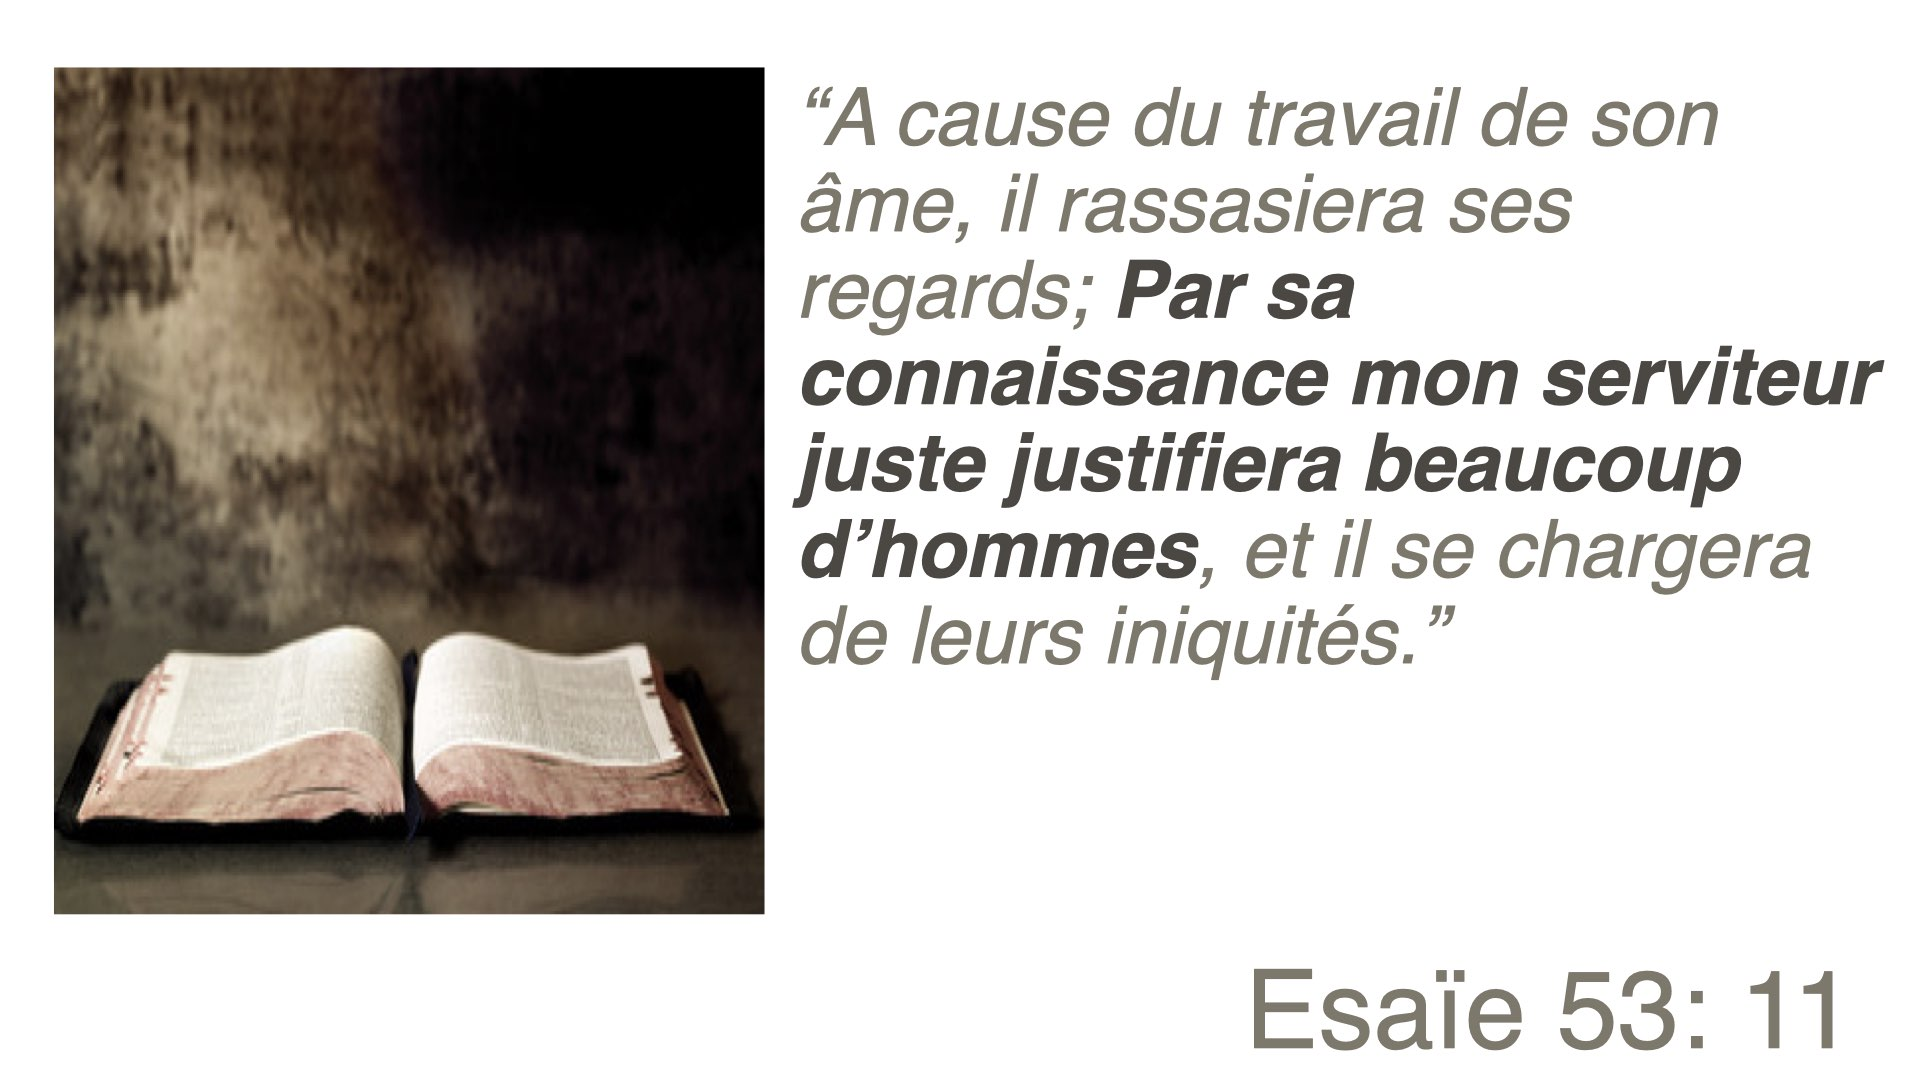 “A cause du travail de son
âme, il rassasiera ses
regards; Par sa
connaissance mon serviteur
juste justifiera beaucoup
d’hommes, et il se chargera
de leurs iniquités.”
Esaïe 53: 11